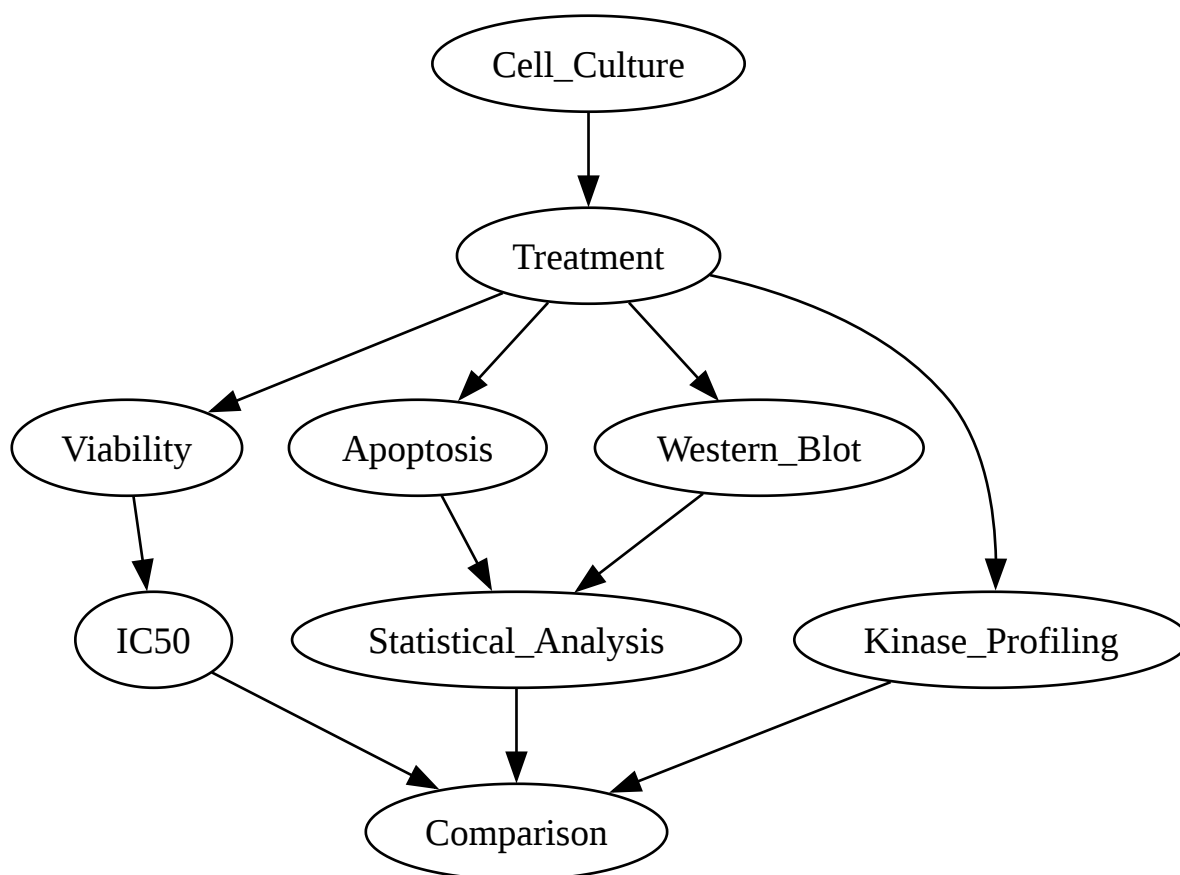 Cell_Culture
Treatment
Viability
Apoptosis
Western_Blot
IC50
Statistical_Analysis
Kinase_Profiling
Comparison